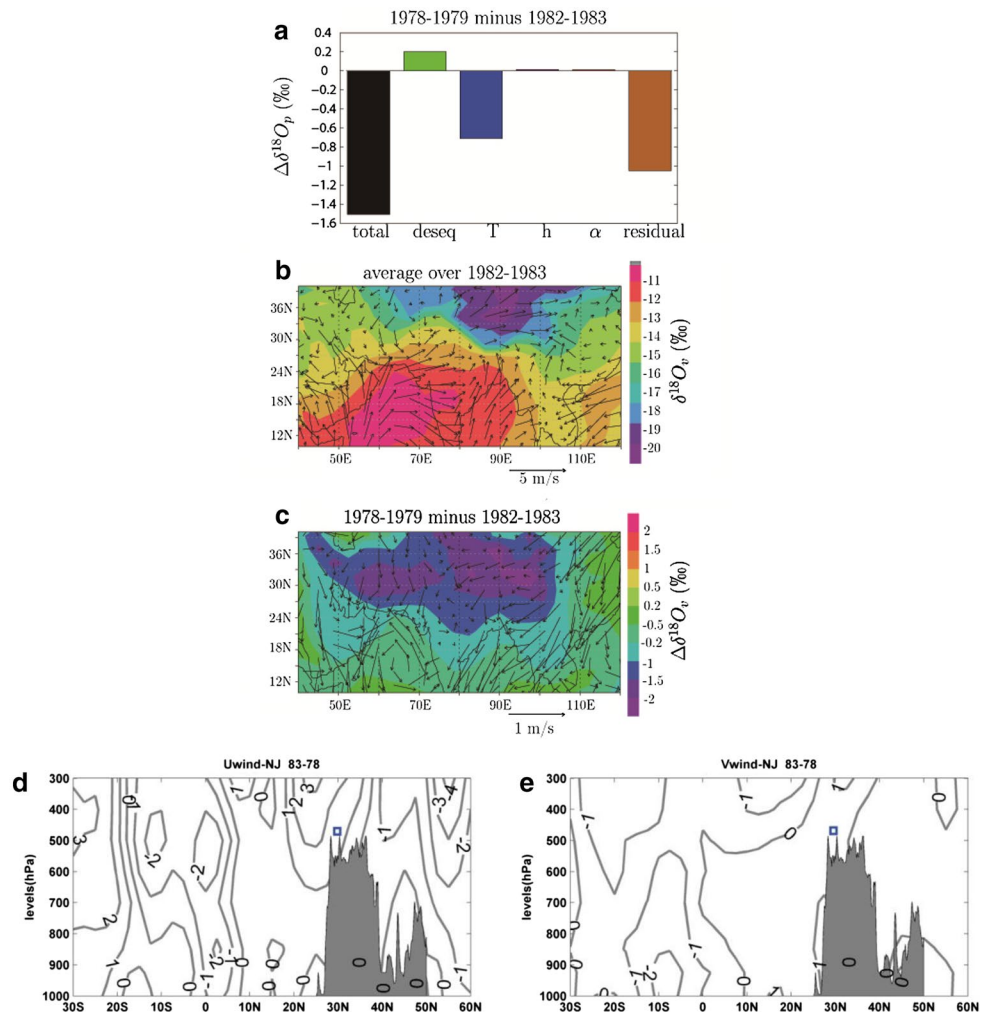 1978-1979 minus 1982-1983
a
0.4
0.2
0
-0.2
-0.4
-0.6
-0.8
-1
-1.2
-1.4
-1.6
Δδ¹⁸Oₚ (‰)
total deseq T h α residual
b
average over 1982-1983
36N
30N
24N
18N
12N
50E 70E 90E 110E
5 m/s
-11
-12
-13
-14
-15
-16
-17
-18
-19
-20
δ¹⁸Oᵥ (‰)
c
1978-1979 minus 1982-1983
36N
30N
24N
18N
12N
50E 70E 90E 110E
1 m/s
2
1.5
1
0.5
0.2
-0.5
-0.2
-1
-1.5
-2
Δδ¹⁸Oᵥ (‰)
d
Uwind-NJ 83-78
levels(hPa)
300
400
500
600
700
800
900
1000
30S 20S 10S 0 10N 20N 30N 40N 50N 60N
e
Vwind-NJ 83-78
levels(hPa)
300
400
500
600
700
800
900
1000
30S 20S 10S 0 10N 20N 30N 40N 50N 60N